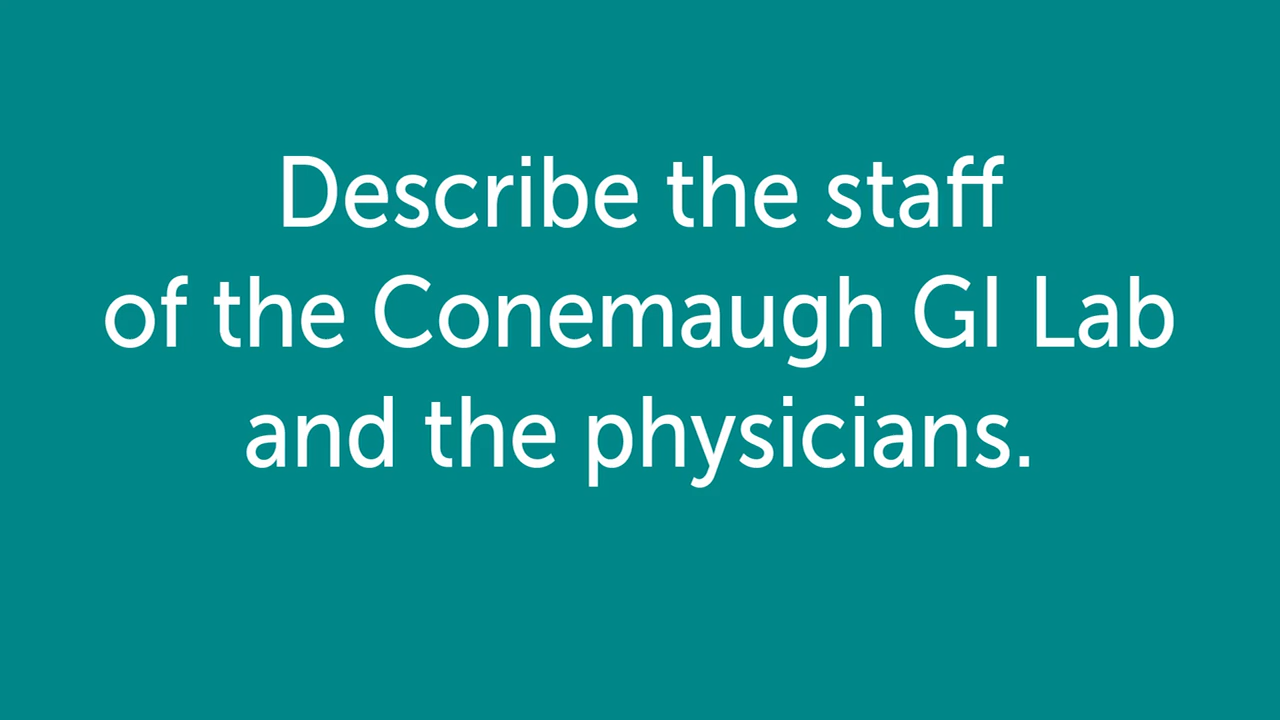 Describe the staff
of the Conemaugh GI Lab
and the physicians.